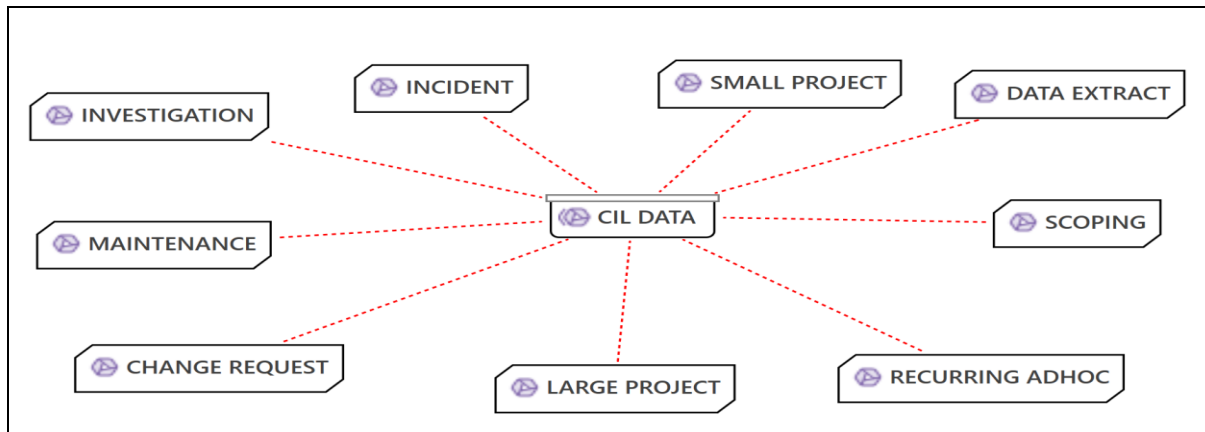 INCIDENT
SMALL PROJECT
INVESTIGATION
DATA EXTRACT
CIL DATA
MAINTENANCE
SCOPING
CHANGE REQUEST
LARGE PROJECT
RECURRING ADHOC